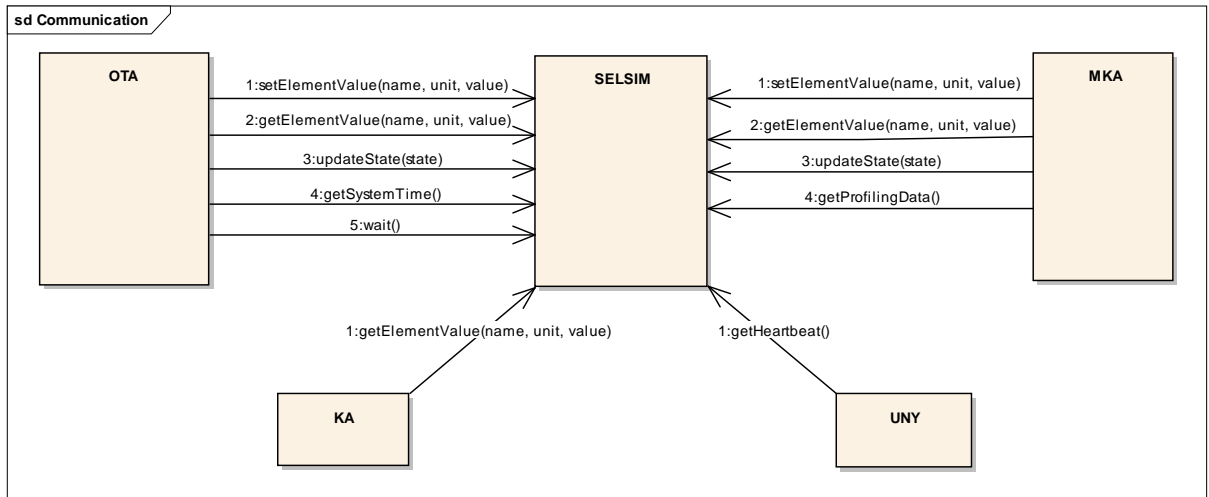 sd Communication
OTA
1:setElementValue(name, unit, value)
2:getElementValue(name, unit, value)
3:updateState(state)
4:getSystemTime()
5:wait()
SELSIM
1:setElementValue(name, unit, value)
2:getElementValue(name, unit, value)
3:updateState(state)
4:getProfilingData()
MKA
1:getElementValue(name, unit, value)
1:getHeartbeat()
KA
UNY